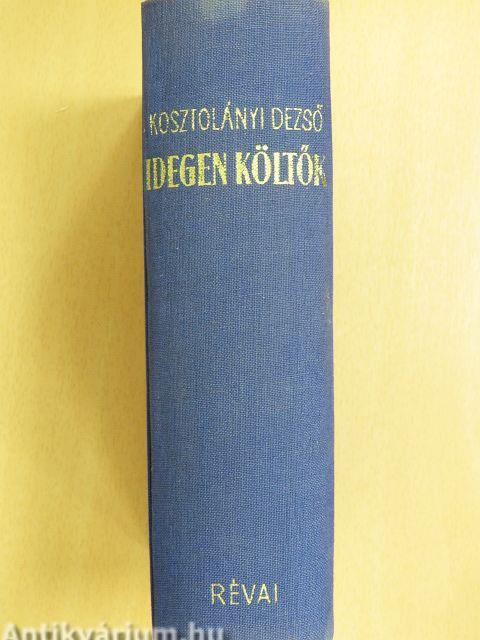 KOSZTOLÁNYI DEZSŐ
IDEGEN KÖLTŐK
RÉVAI
Antikvárium.hu